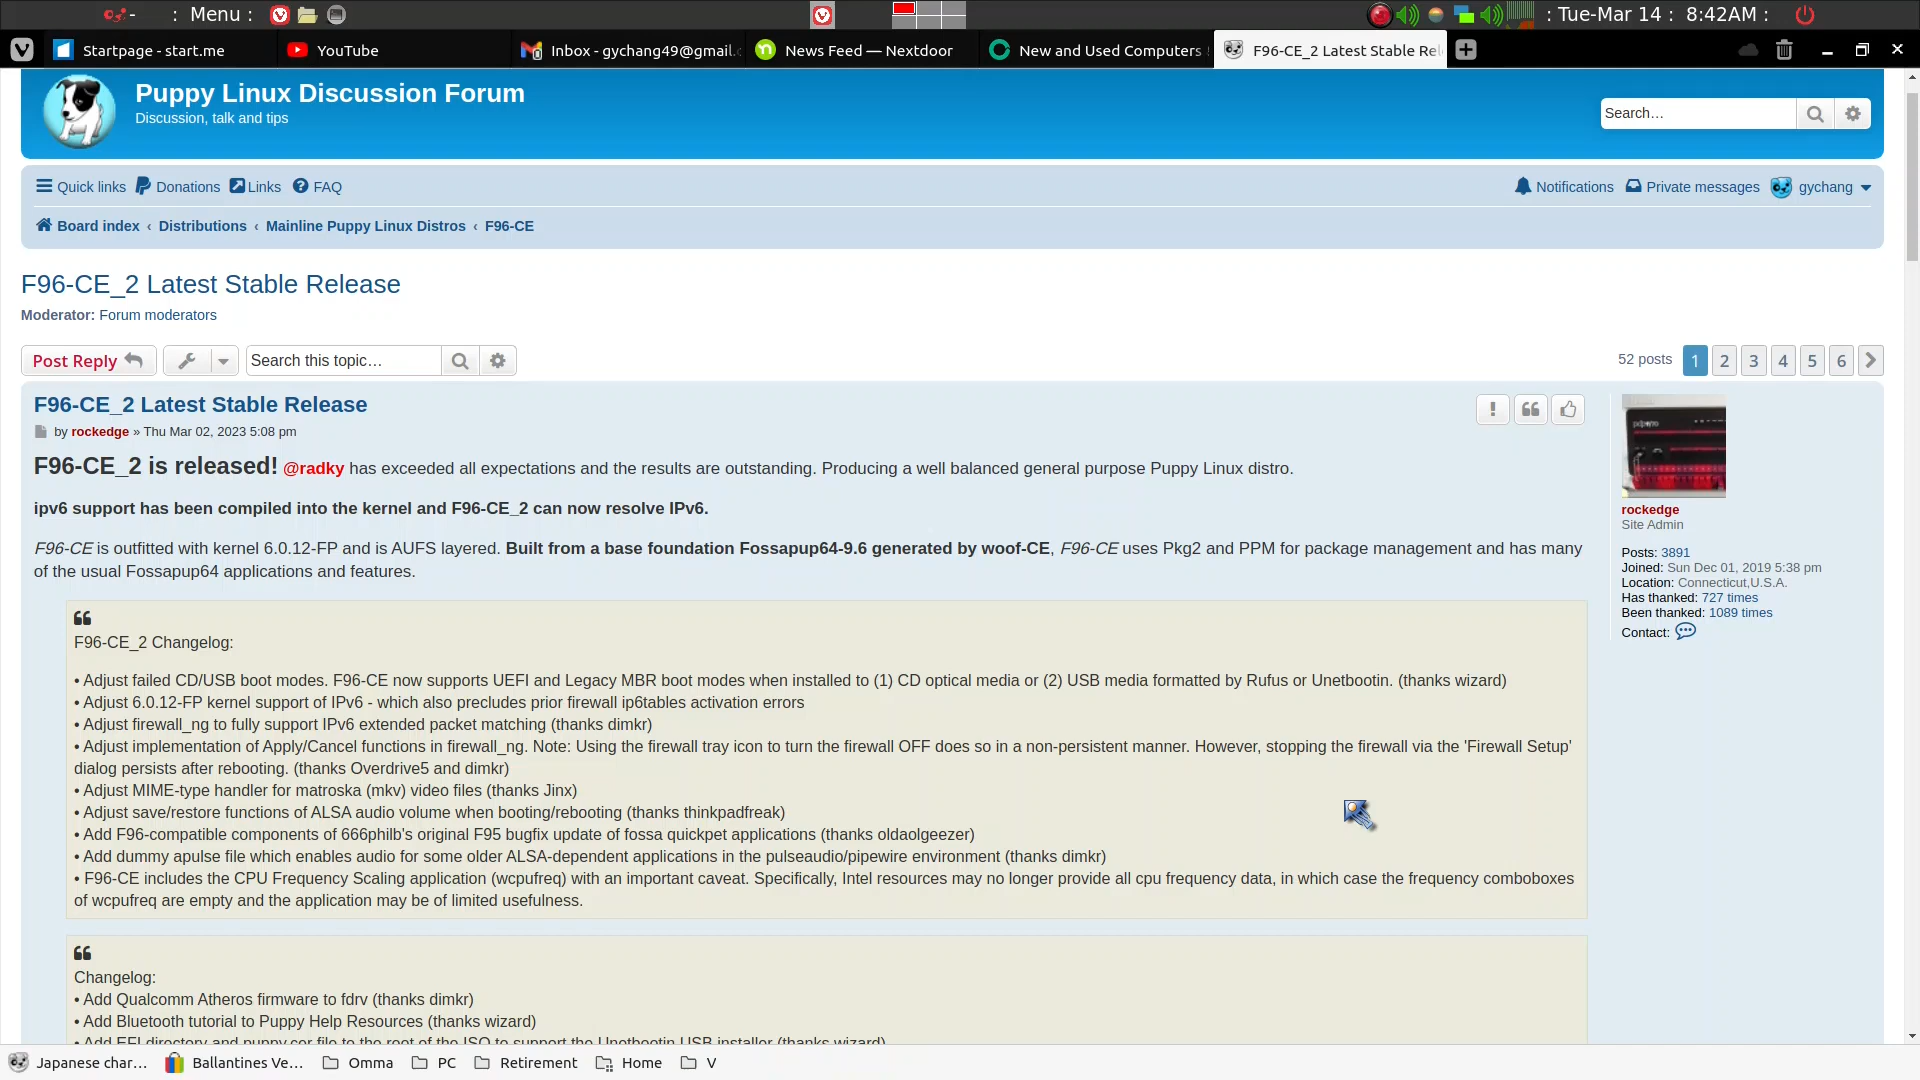 : Menu :
: Tue-Mar 14 : 8:42AM :
Startpage - start.me
YouTube
Inbox - gychang49@gmail.c
News Feed — Nextdoor
New and Used Computers
F96-CE_2 Latest Stable Rel
Puppy Linux Discussion Forum
Discussion, talk and tips
Search…
Quick links Donations Links FAQ
Notifications Private messages gychang
Board index ‹ Distributions ‹ Mainline Puppy Linux Distros ‹ F96-CE
F96-CE_2 Latest Stable Release
Moderator: Forum moderators
Post Reply
Search this topic…
52 posts 1 2 3 4 5 6
F96-CE_2 Latest Stable Release
by rockedge » Thu Mar 02, 2023 5:08 pm
F96-CE_2 is released! @radky has exceeded all expectations and the results are outstanding. Producing a well balanced general purpose Puppy Linux distro.
ipv6 support has been compiled into the kernel and F96-CE_2 can now resolve IPv6.
F96-CE is outfitted with kernel 6.0.12-FP and is AUFS layered. Built from a base foundation Fossapup64-9.6 generated by woof-CE, F96-CE uses Pkg2 and PPM for package management and has many
of the usual Fossapup64 applications and features.
F96-CE_2 Changelog:
• Adjust failed CD/USB boot modes. F96-CE now supports UEFI and Legacy MBR boot modes when installed to (1) CD optical media or (2) USB media formatted by Rufus or Unetbootin. (thanks wizard)
• Adjust 6.0.12-FP kernel support of IPv6 - which also precludes prior firewall ip6tables activation errors
• Adjust firewall_ng to fully support IPv6 extended packet matching (thanks dimkr)
• Adjust implementation of Apply/Cancel functions in firewall_ng. Note: Using the firewall tray icon to turn the firewall OFF does so in a non-persistent manner. However, stopping the firewall via the 'Firewall Setup'
dialog persists after rebooting. (thanks Overdrive5 and dimkr)
• Adjust MIME-type handler for matroska (mkv) video files (thanks Jinx)
• Adjust save/restore functions of ALSA audio volume when booting/rebooting (thanks thinkpadfreak)
• Add F96-compatible components of 666philb's original F95 bugfix update of fossa quickpet applications (thanks oldaolgeezer)
• Add dummy apulse file which enables audio for some older ALSA-dependent applications in the pulseaudio/pipewire environment (thanks dimkr)
• F96-CE includes the CPU Frequency Scaling application (wcpufreq) with an important caveat. Specifically, Intel resources may no longer provide all cpu frequency data, in which case the frequency comboboxes
of wcpufreq are empty and the application may be of limited usefulness.
Changelog:
• Add Qualcomm Atheros firmware to fdrv (thanks dimkr)
• Add Bluetooth tutorial to Puppy Help Resources (thanks wizard)
• Add EFI directory and puppy.cer file to the root of the ISO to support the Unetbootin USB installer (thanks wizard)
rockedge
Site Admin
Posts: 3891
Joined: Sun Dec 01, 2019 5:38 pm
Location: Connecticut,U.S.A.
Has thanked: 727 times
Been thanked: 1089 times
Contact:
Japanese char…
Ballantines Ve…
Omma
PC
Retirement
Home
V